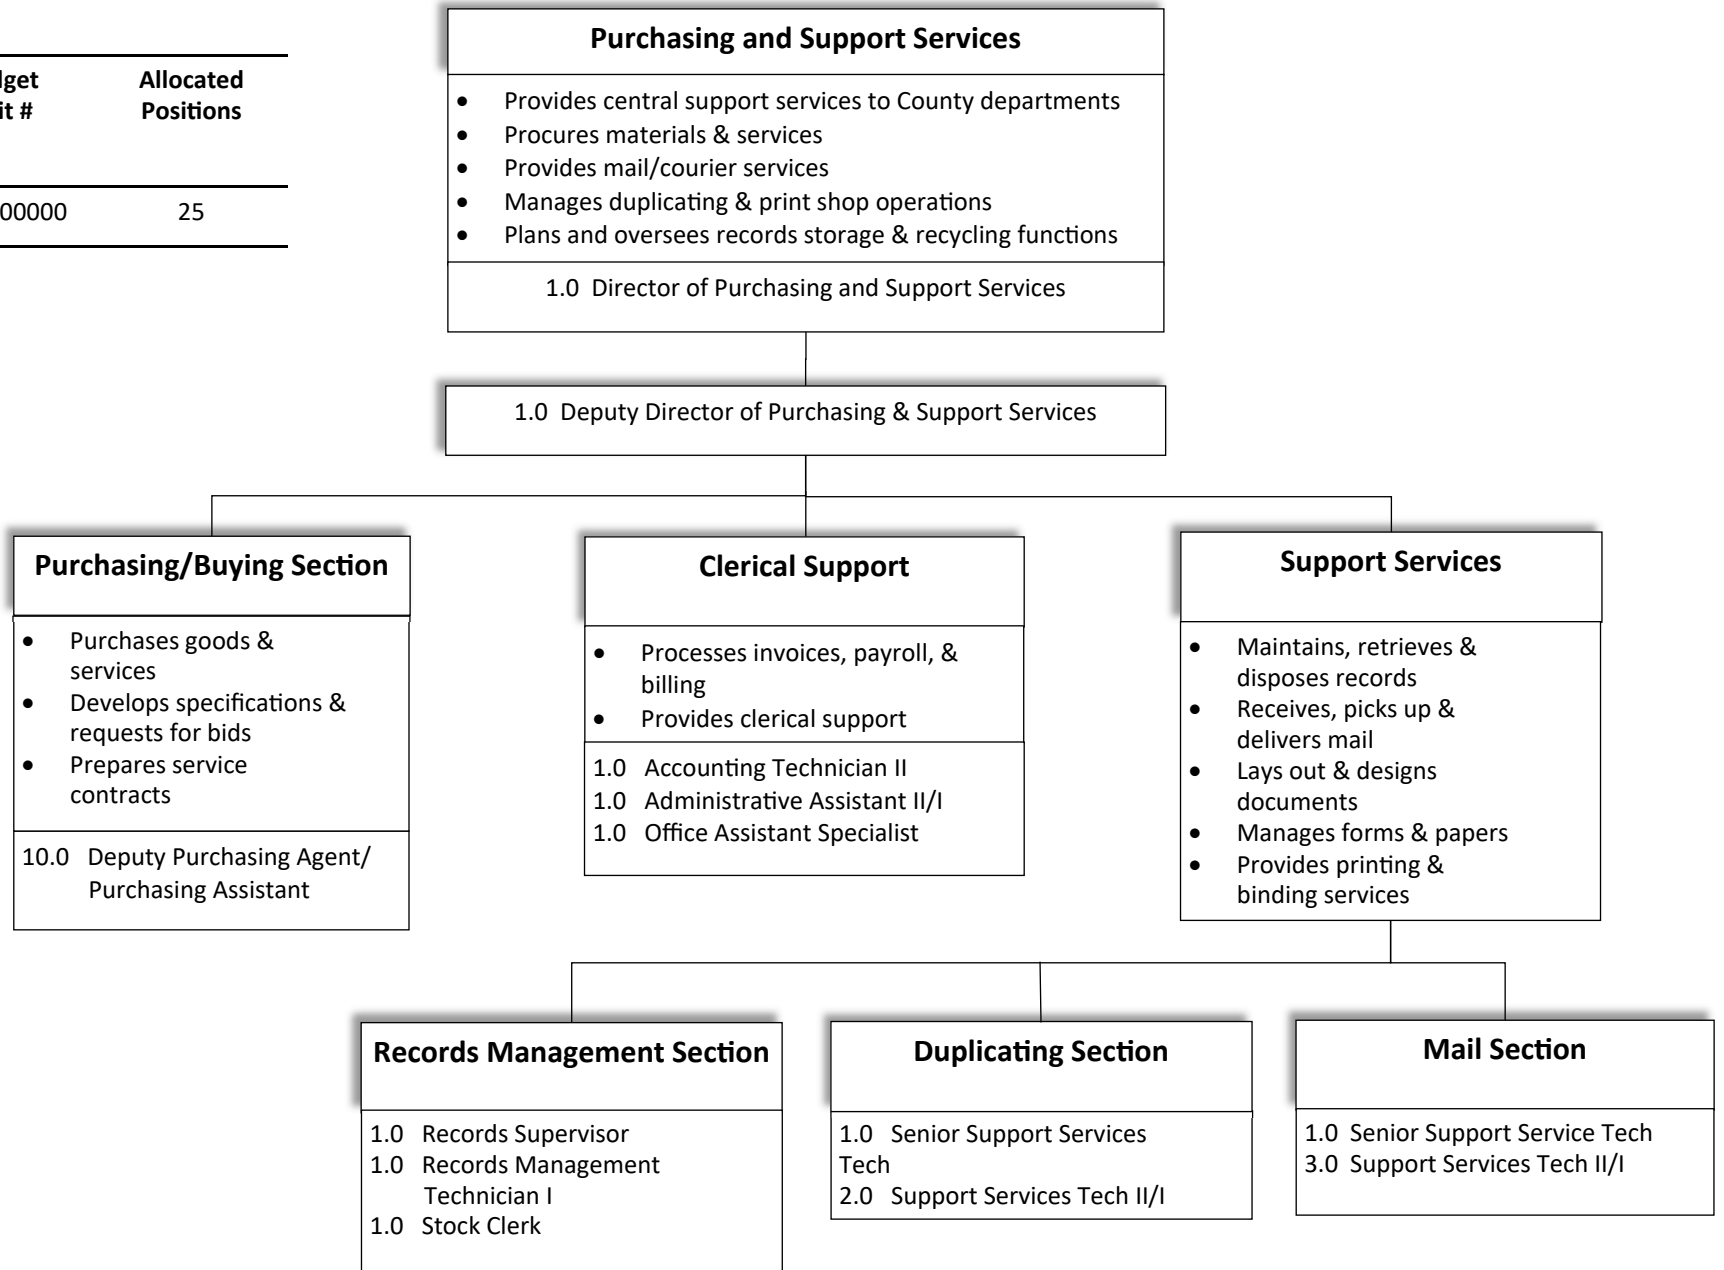 Purchasing and Support Services
• Provides central support services to County departments
• Procures materials & services
• Provides mail/courier services
• Manages duplicating & print shop operations
• Plans and oversees records storage & recycling functions
1.0 Director of Purchasing and Support Services
Allocated
Positions
00000 25
1.0 Deputy Director of Purchasing & Support Services
Purchasing/Buying Section
• Purchases goods &
services
• Develops specifications &
requests for bids
• Prepares service
contracts
10.0 Deputy Purchasing Agent/
Purchasing Assistant
Clerical Support
• Processes invoices, payroll, &
billing
• Provides clerical support
1.0 Accounting Technician II
1.0 Administrative Assistant II/I
1.0 Office Assistant Specialist
Support Services
• Maintains, retrieves &
disposes records
• Receives, picks up &
delivers mail
• Lays out & designs
documents
• Manages forms & papers
• Provides printing &
binding services
Records Management Section
1.0 Records Supervisor
1.0 Records Management
Technician I
1.0 Stock Clerk
Duplicating Section
1.0 Senior Support Services
Tech
2.0 Support Services Tech II/I
Mail Section
1.0 Senior Support Service Tech
3.0 Support Services Tech II/I